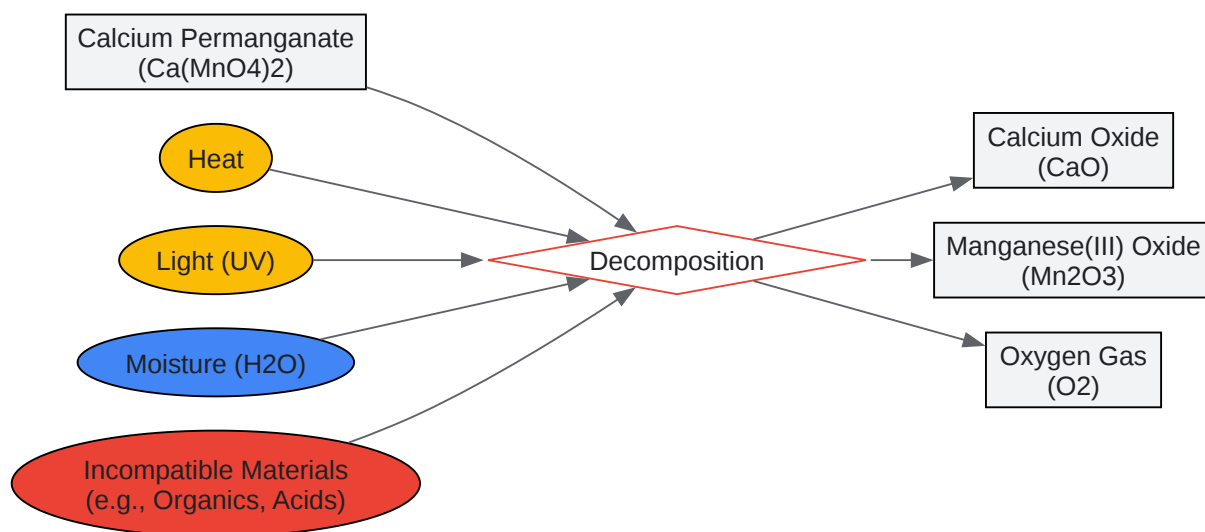 Calcium Permanganate
(Ca(MnO4)2)
Heat
Light (UV)
Moisture (H2O)
Incompatible Materials
(e.g., Organics, Acids)
Decomposition
Calcium Oxide
(CaO)
Manganese(III) Oxide
(Mn2O3)
Oxygen Gas
(O2)